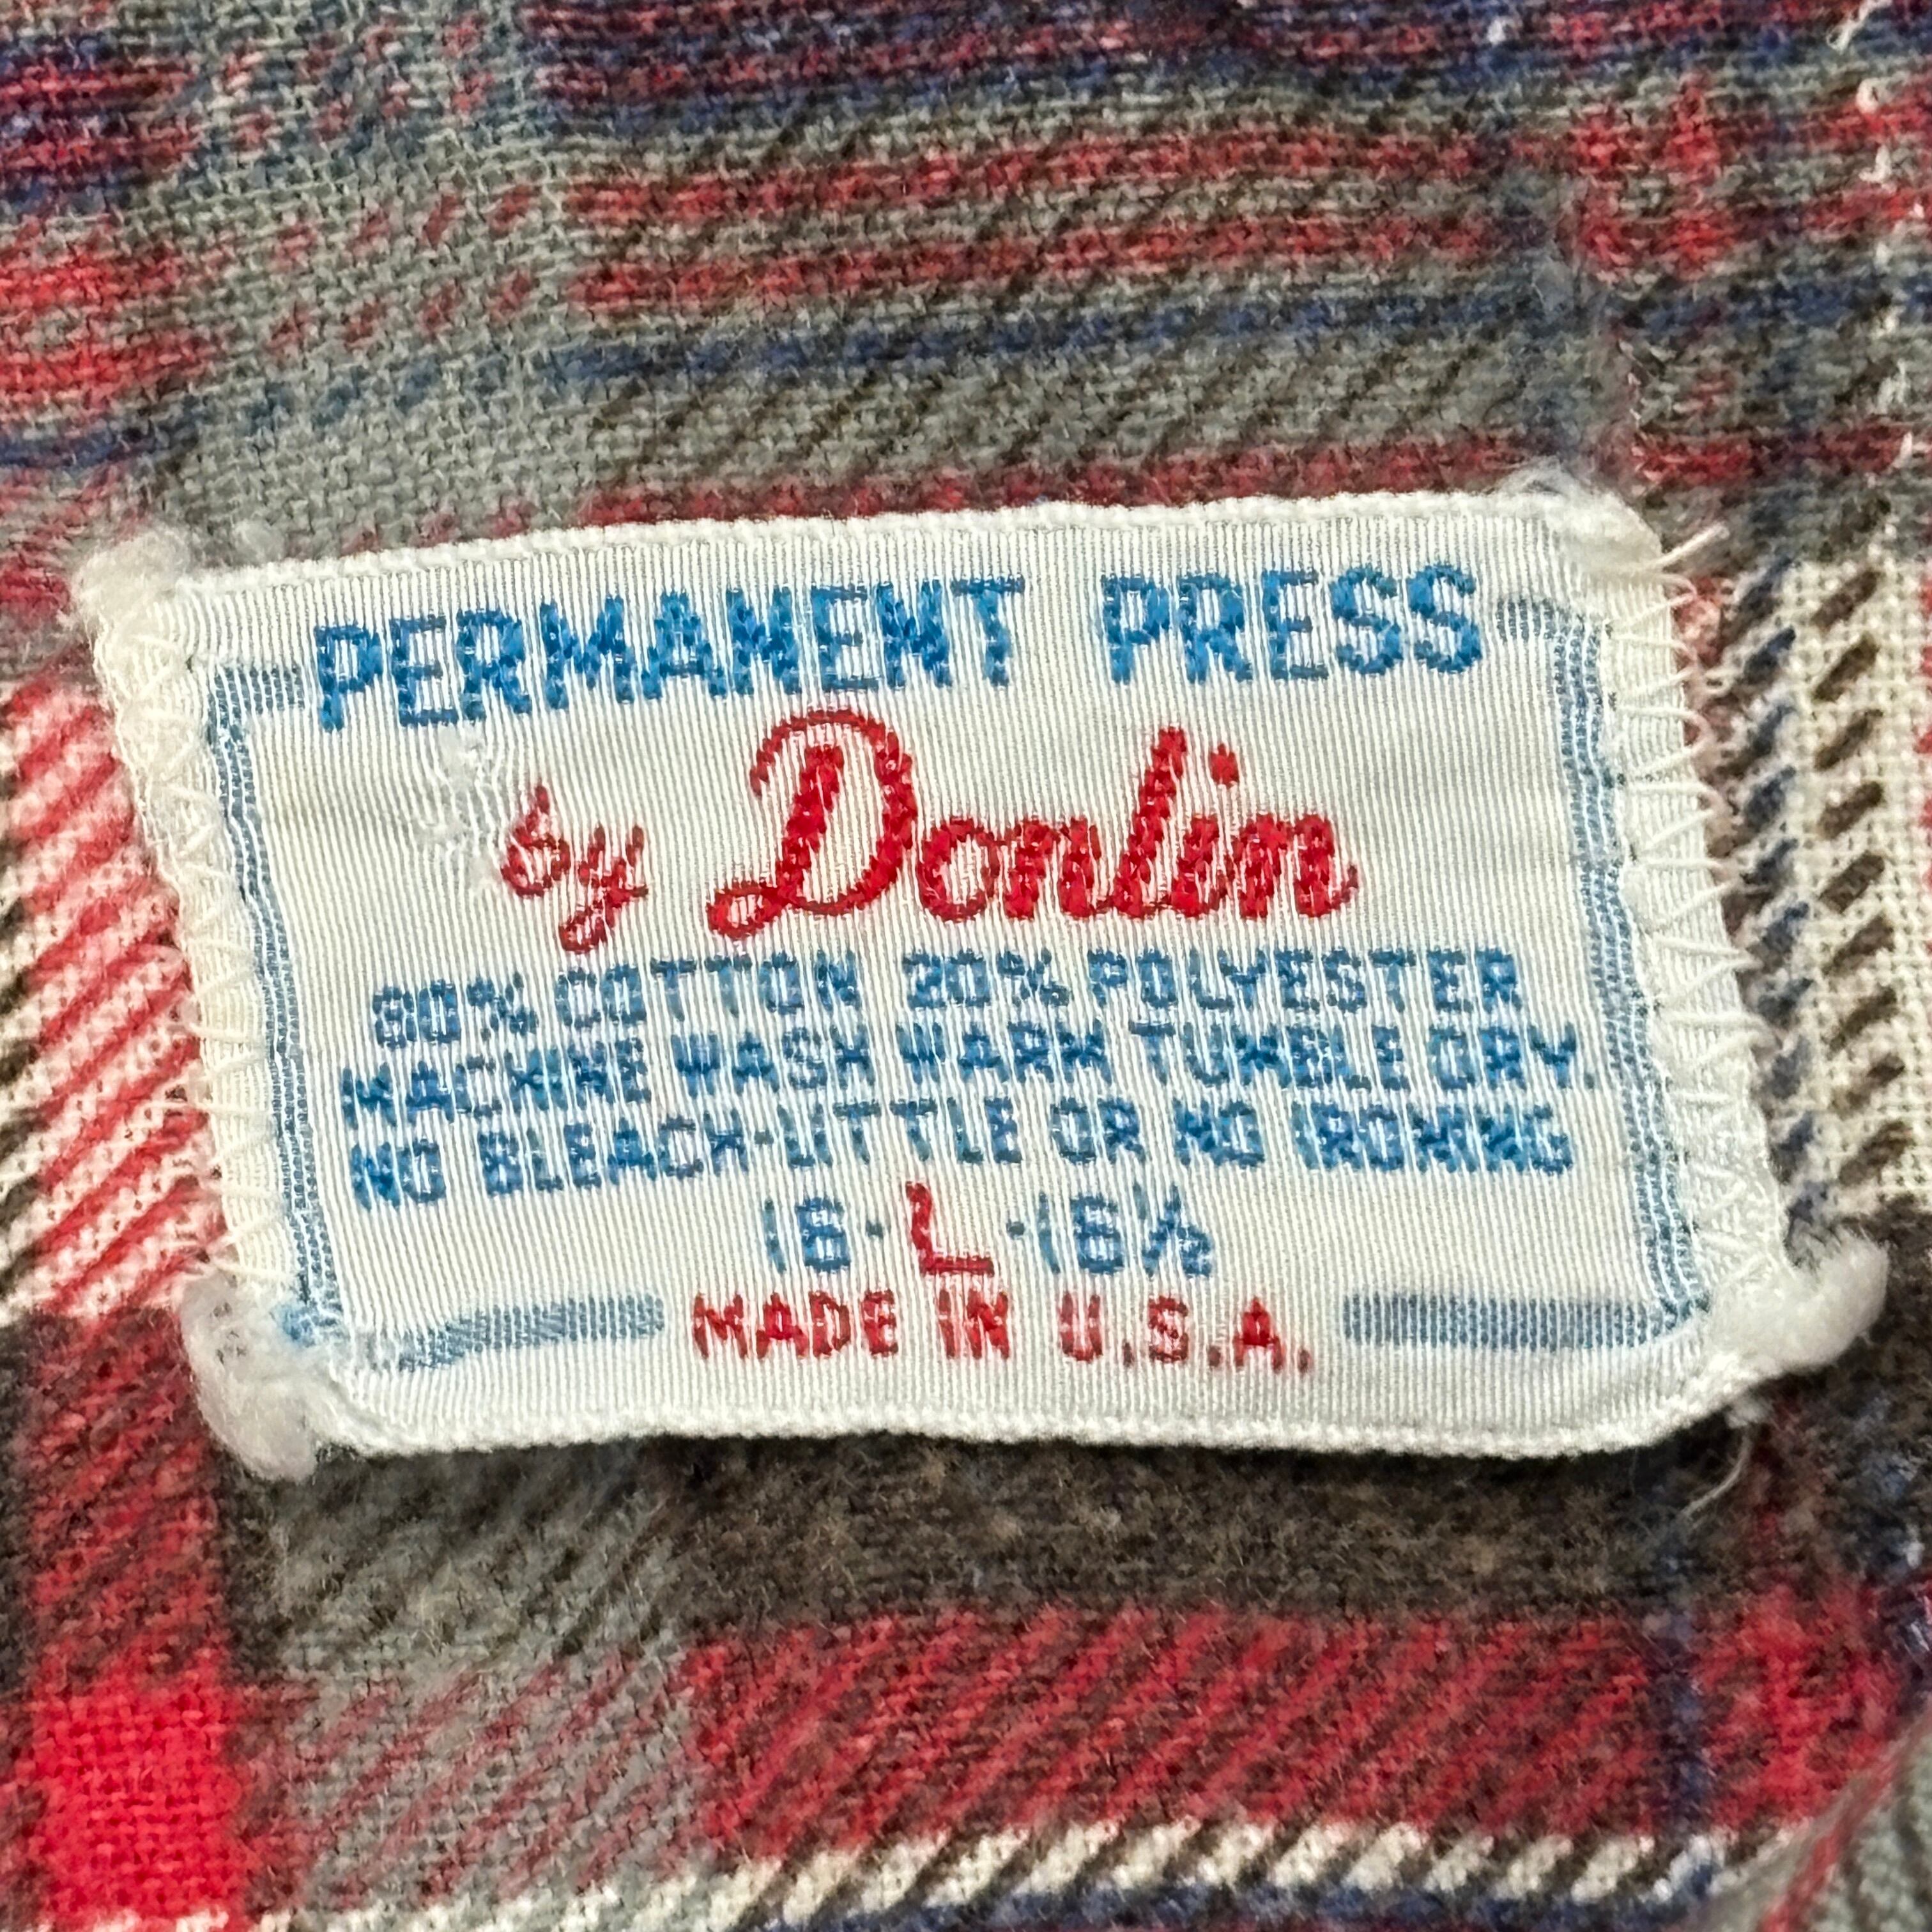 PERMANENT PRESS
by Donlin
80% COTTON 20% POLYESTER
MACHINE WASH WARM TUMBLE DRY.
NO BLEACH-LITTLE OR NO IRONING
16·L·16½
MADE IN U.S.A.